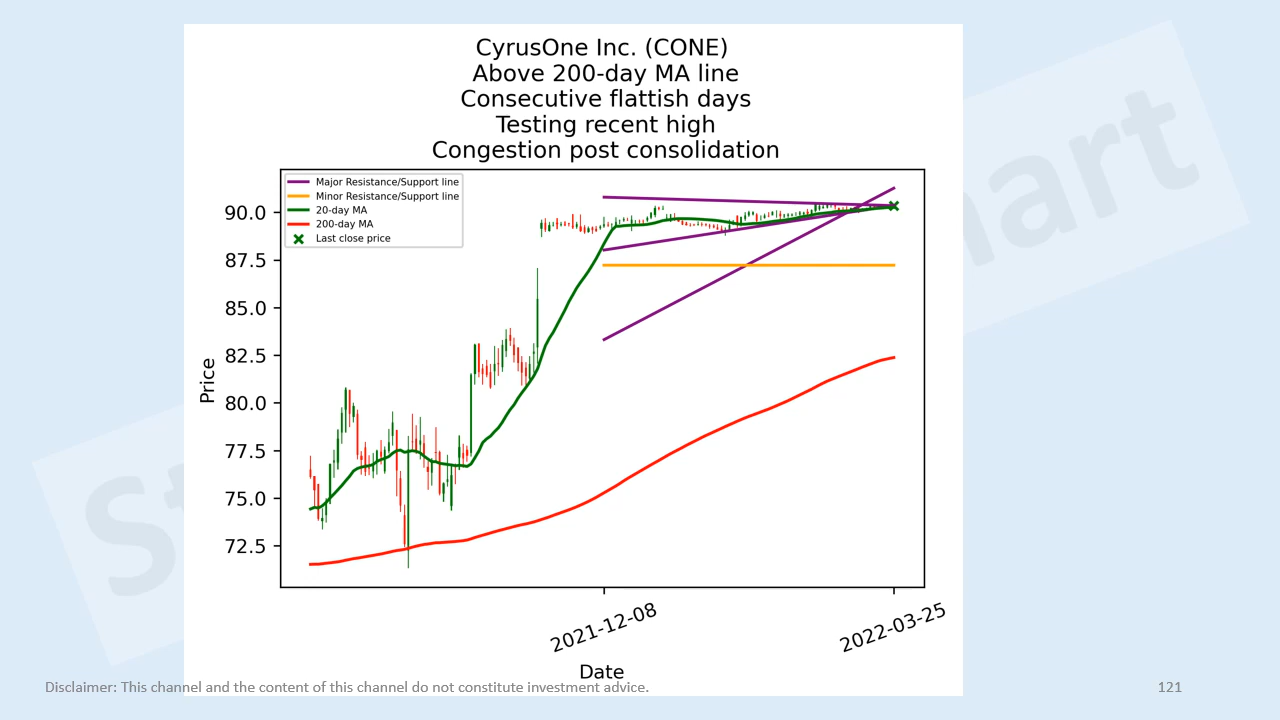 CyrusOne Inc. (CONE)
Above 200-day MA line
Consecutive flattish days
Testing recent high
Congestion post consolidation
Major Resistance/Support line
Minor Resistance/Support line
20-day MA
200-day MA
Last close price
90.0
87.5
85.0
82.5
80.0
77.5
75.0
72.5
Price
2021-12-08
2022-03-25
Date
Disclaimer: This channel and the content of this channel do not constitute investment advice.
121